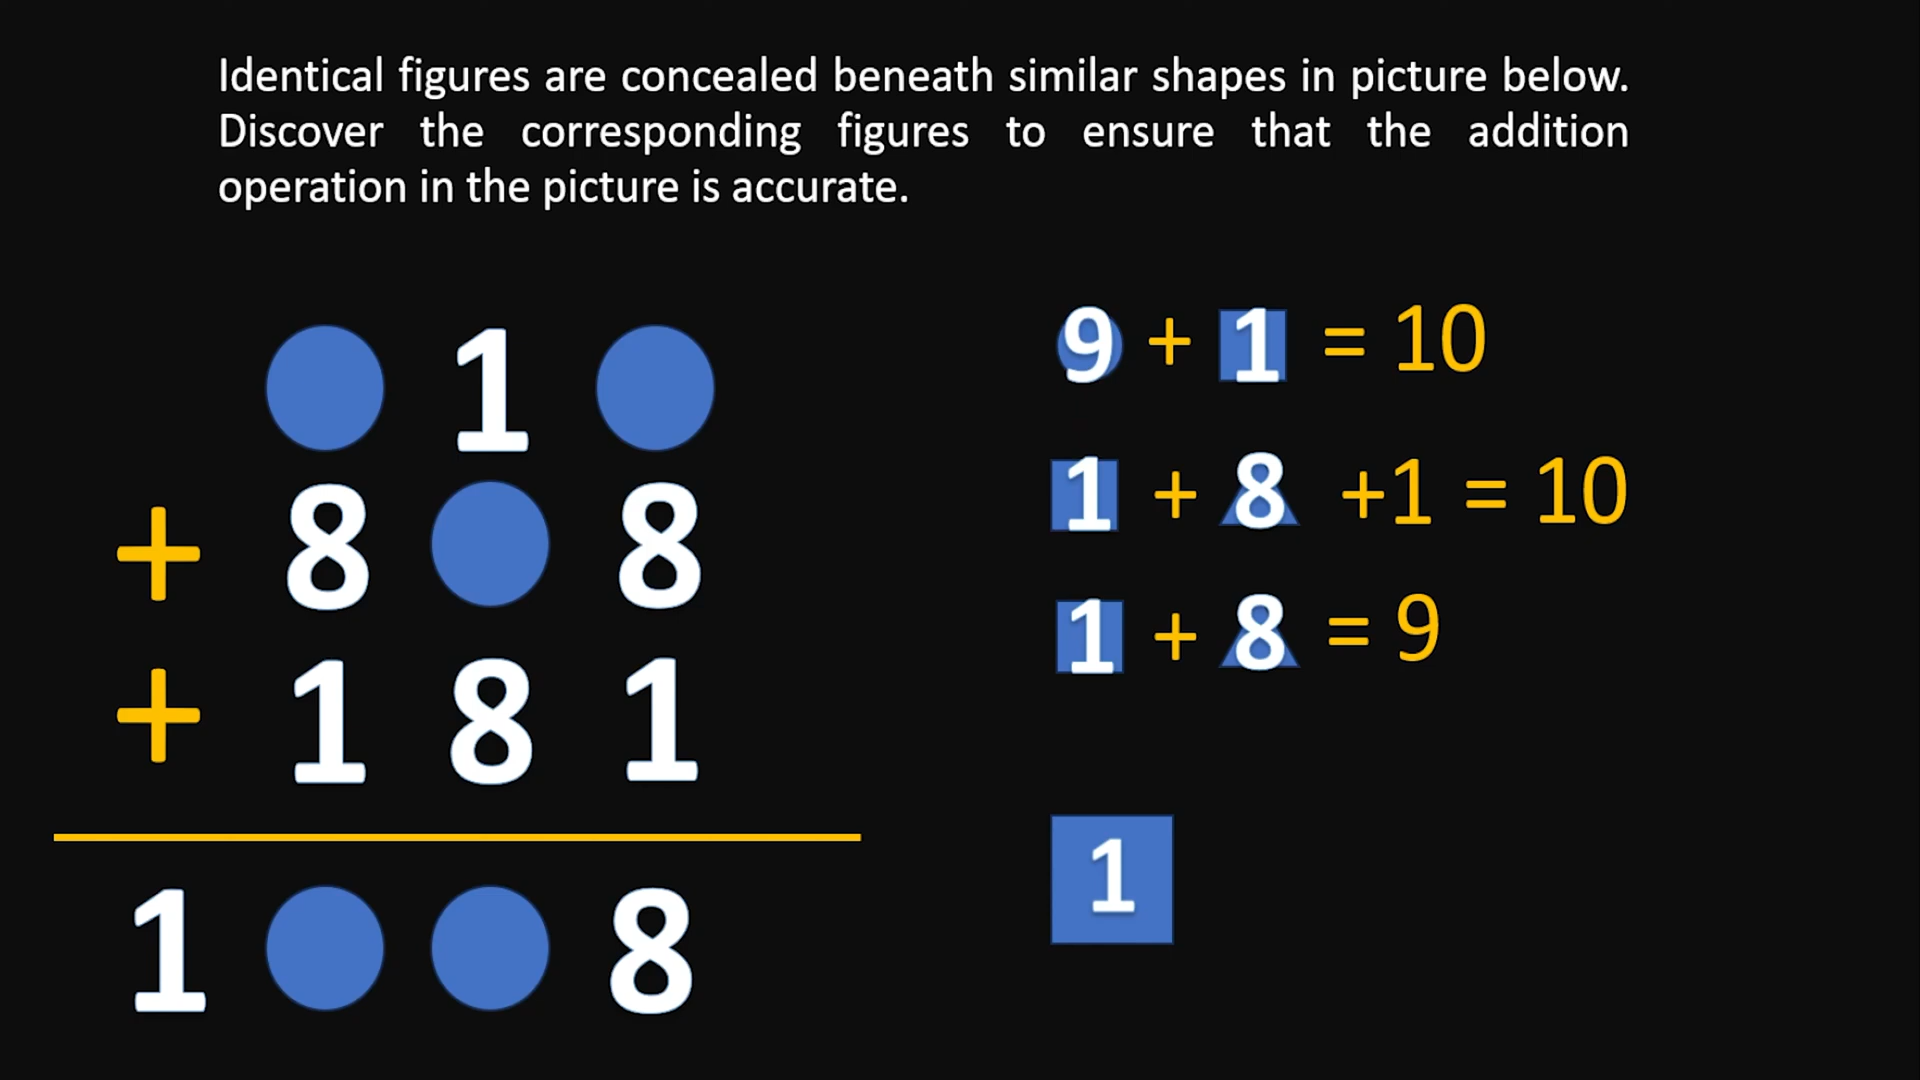 Identical figures are concealed beneath similar shapes in picture below.
Discover the corresponding figures to ensure that the addition
operation in the picture is accurate.
1
+ 8 8
+ 1 8 1
1 8
9 + 1 = 10
1 + 8 +1 = 10
1 + 8 = 9
1